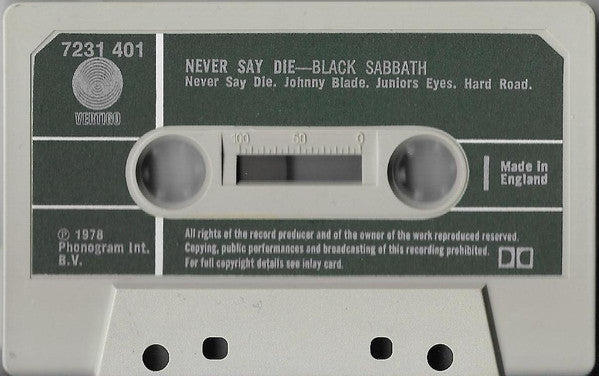 7231 401
VERTIGO
NEVER SAY DIE—BLACK SABBATH
Never Say Die. Johnny Blade. Juniors Eyes. Hard Road.
100 50 0
Made in
England
℗ 1978
Phonogram Int.
B.V.
All rights of the record producer and of the owner of the work reproduced reserved.
Copying, public performances and broadcasting of this recording prohibited.
For full copyright details see inlay card.